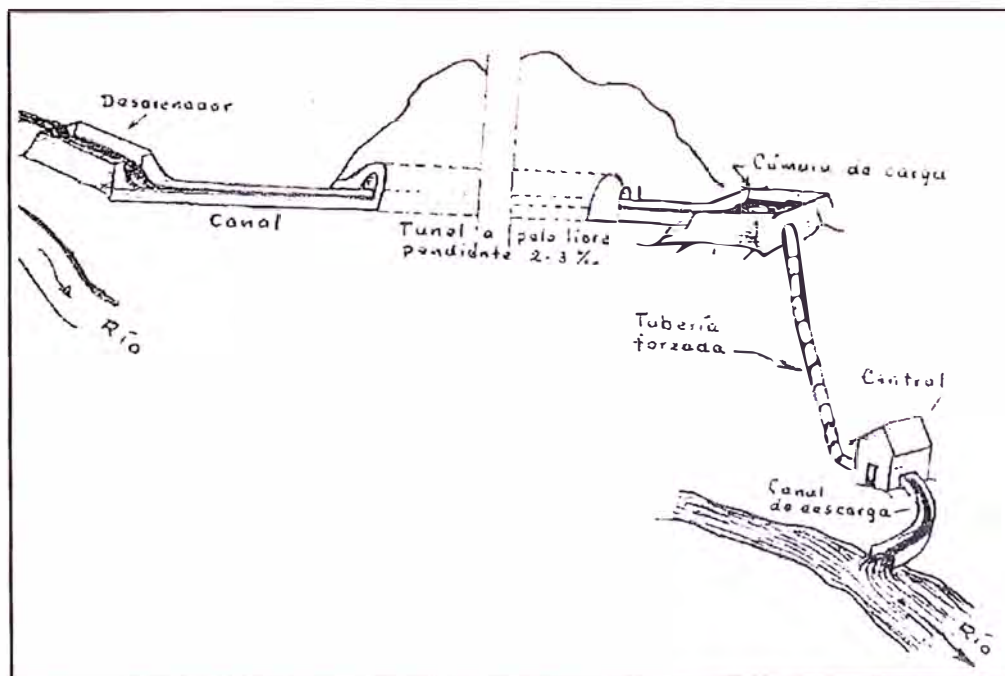 Desarenador
Cámara de carga
Canal
Tunel a pelo libre
pendiente 2-3‰
Río
Tubería
forzada
Central
Canal
de descarga
Río